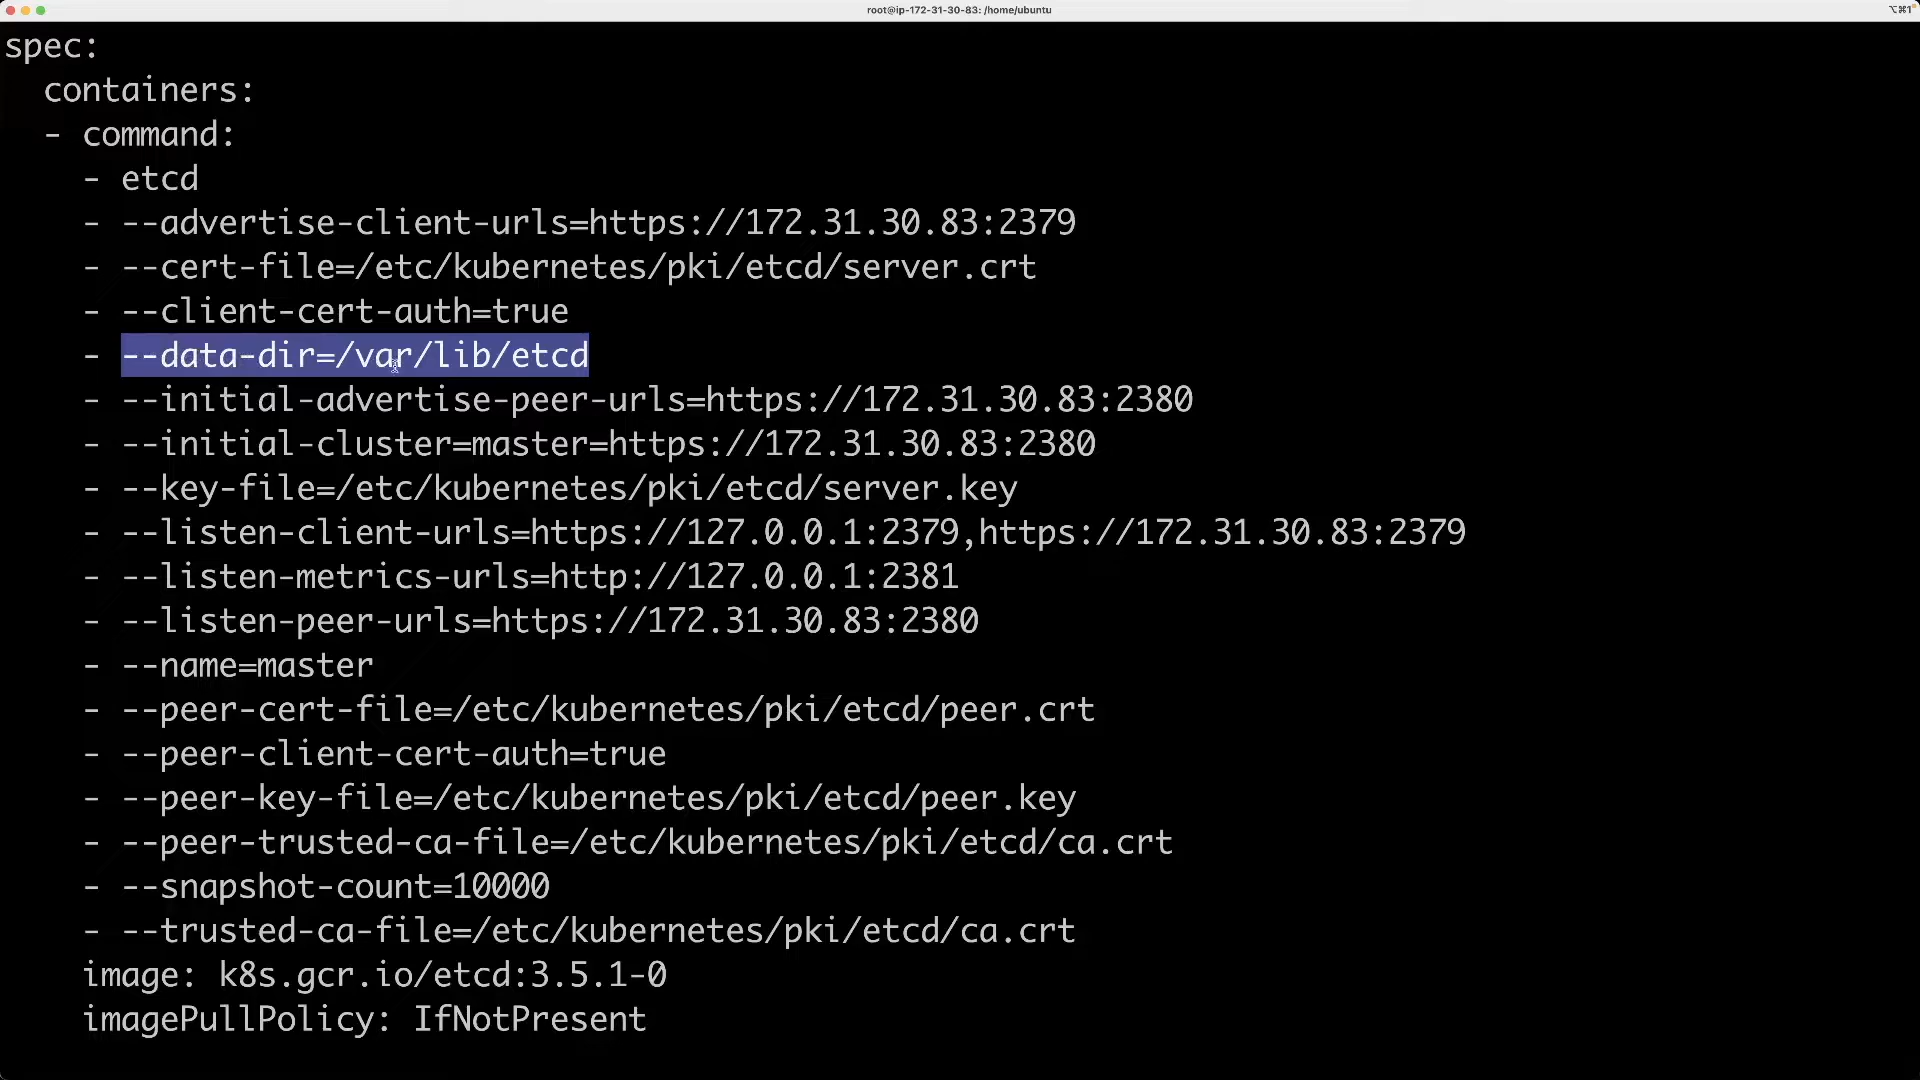 root@ip-172-31-30-83: /home/ubuntu
⌥⌘1
spec:
  containers:
  - command:
    - etcd
    - --advertise-client-urls=https://172.31.30.83:2379
    - --cert-file=/etc/kubernetes/pki/etcd/server.crt
    - --client-cert-auth=true
    - --data-dir=/var/lib/etcd
    - --initial-advertise-peer-urls=https://172.31.30.83:2380
    - --initial-cluster=master=https://172.31.30.83:2380
    - --key-file=/etc/kubernetes/pki/etcd/server.key
    - --listen-client-urls=https://127.0.0.1:2379,https://172.31.30.83:2379
    - --listen-metrics-urls=http://127.0.0.1:2381
    - --listen-peer-urls=https://172.31.30.83:2380
    - --name=master
    - --peer-cert-file=/etc/kubernetes/pki/etcd/peer.crt
    - --peer-client-cert-auth=true
    - --peer-key-file=/etc/kubernetes/pki/etcd/peer.key
    - --peer-trusted-ca-file=/etc/kubernetes/pki/etcd/ca.crt
    - --snapshot-count=10000
    - --trusted-ca-file=/etc/kubernetes/pki/etcd/ca.crt
    image: k8s.gcr.io/etcd:3.5.1-0
    imagePullPolicy: IfNotPresent